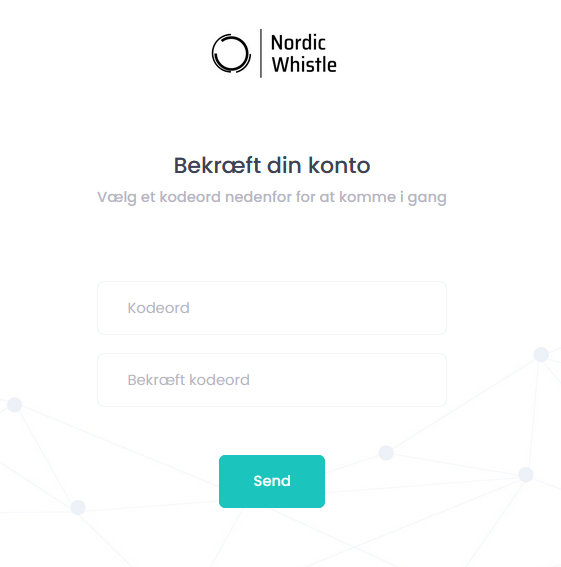 Nordic
Whistle
Bekræft din konto
Vælg et kodeord nedenfor for at komme i gang
Kodeord
Bekræft kodeord
Send